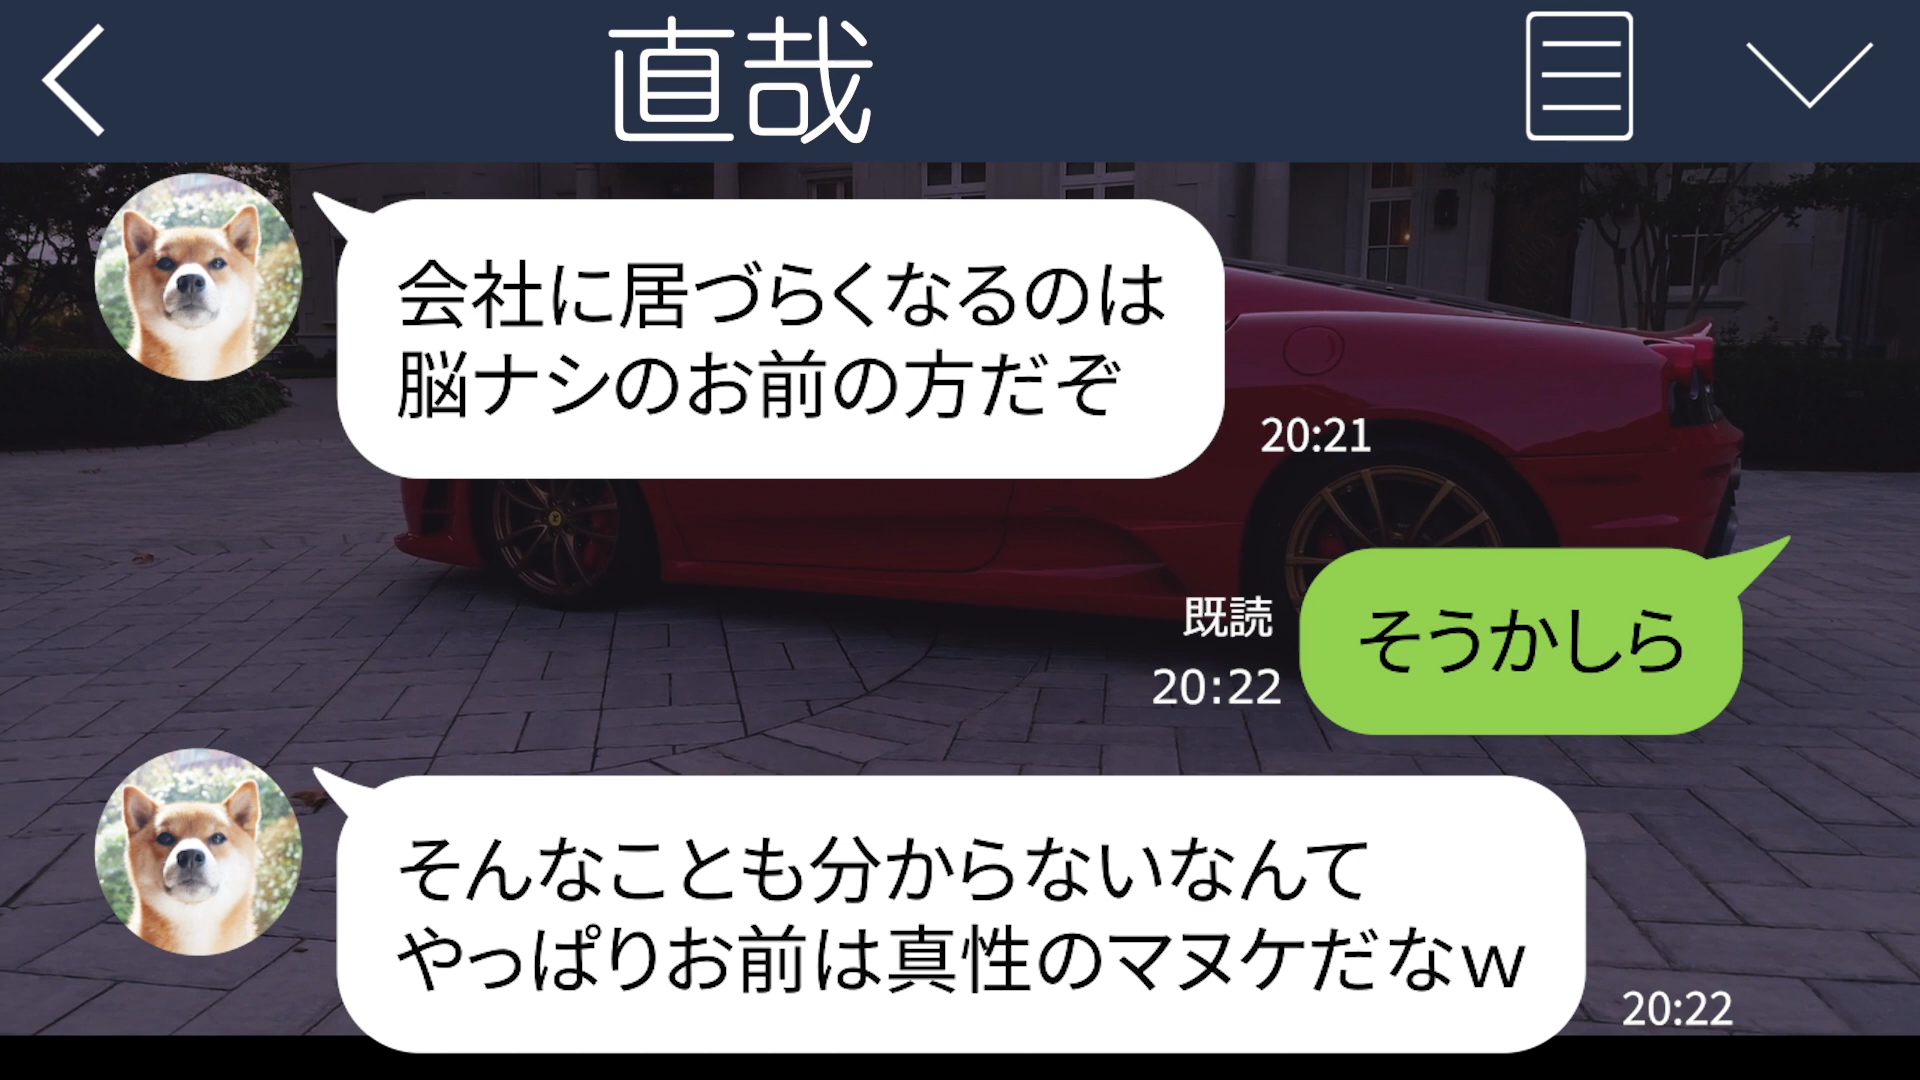 直哉
会社に居づらくなるのは
脳ナシのお前の方だぞ
20:21
そうかしら
既読
20:22
そんなことも分からないなんて
やっぱりお前は真性のマヌケだなw
20:22